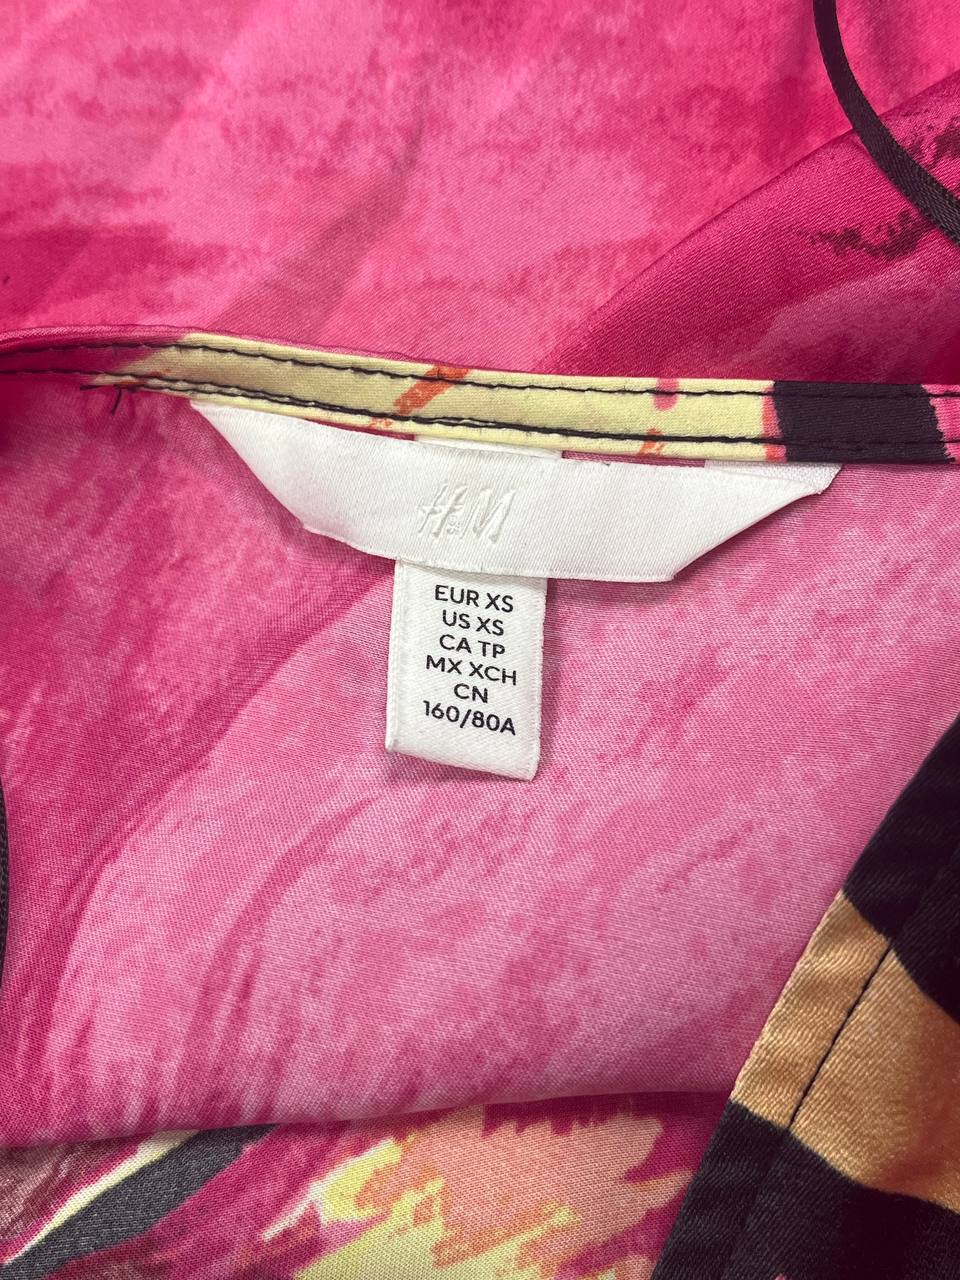 H&M
EUR XS
US XS
CA TP
MX XCH
CN
160/80A